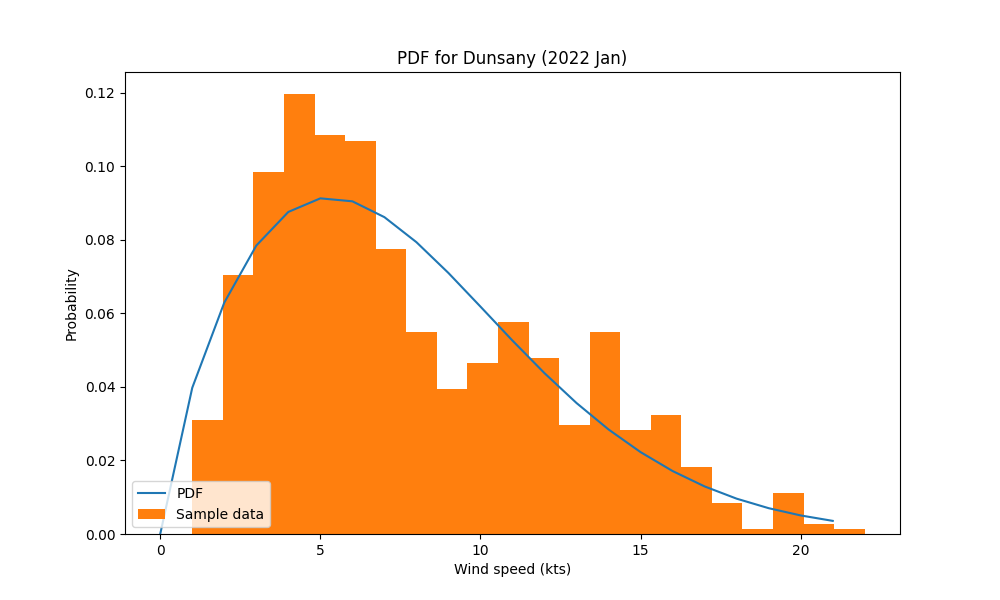 PDF for Dunsany (2022 Jan)
0.12
0.10
0.08
0.06
0.04
0.02
0.00
Probability
PDF
Sample data
0
5
10
15
20
Wind speed (kts)